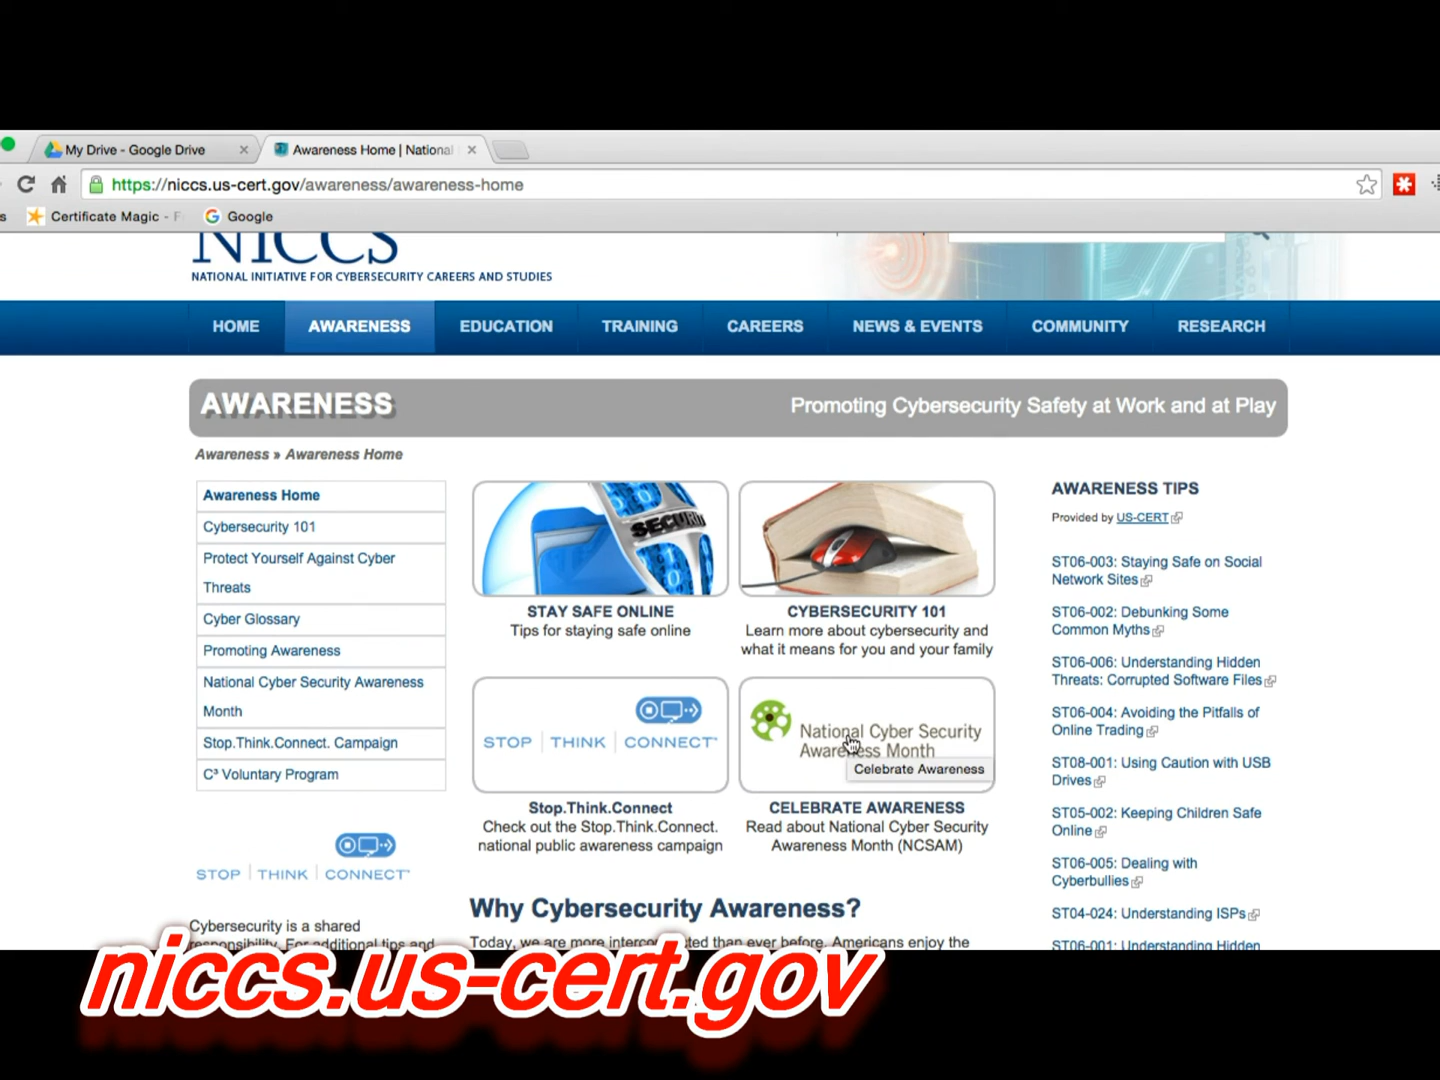 My Drive - Google Drive
Awareness Home | National
https://niccs.us-cert.gov/awareness/awareness-home
s
Certificate Magic - F
Google
NICCS
NATIONAL INITIATIVE FOR CYBERSECURITY CAREERS AND STUDIES
HOME
AWARENESS
EDUCATION
TRAINING
CAREERS
NEWS & EVENTS
COMMUNITY
RESEARCH
AWARENESS
Promoting Cybersecurity Safety at Work and at Play
Awareness » Awareness Home
Awareness Home
Cybersecurity 101
Protect Yourself Against Cyber
Threats
Cyber Glossary
Promoting Awareness
National Cyber Security Awareness
Month
Stop.Think.Connect. Campaign
C³ Voluntary Program
STOP | THINK | CONNECT™
Cybersecurity is a shared
responsibility. For additional tips and
SECURIT
STAY SAFE ONLINE
Tips for staying safe online
CYBERSECURITY 101
Learn more about cybersecurity and
what it means for you and your family
STOP | THINK | CONNECT™
Stop.Think.Connect
Check out the Stop.Think.Connect.
national public awareness campaign
National Cyber Security
Awareness Month
Celebrate Awareness
CELEBRATE AWARENESS
Read about National Cyber Security
Awareness Month (NCSAM)
Why Cybersecurity Awareness?
Today, we are more interconnected than ever before. Americans enjoy the
AWARENESS TIPS
Provided by US-CERT
ST06-003: Staying Safe on Social
Network Sites
ST06-002: Debunking Some
Common Myths
ST06-006: Understanding Hidden
Threats: Corrupted Software Files
ST06-004: Avoiding the Pitfalls of
Online Trading
ST08-001: Using Caution with USB
Drives
ST05-002: Keeping Children Safe
Online
ST06-005: Dealing with
Cyberbullies
ST04-024: Understanding ISPs
ST06-001: Understanding Hidden
niccs.us-cert.gov